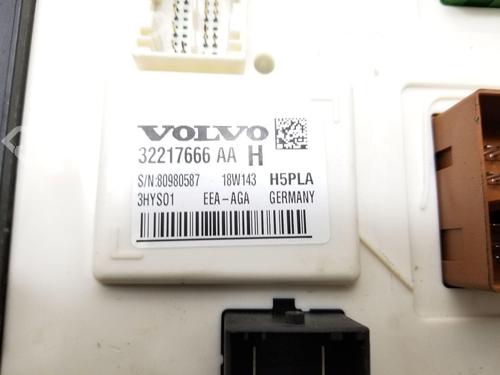 VOLVO
32217666 AA H
S/N:80980587 18W143 H5PLA
3HYS01 EEA-AGA GERMANY